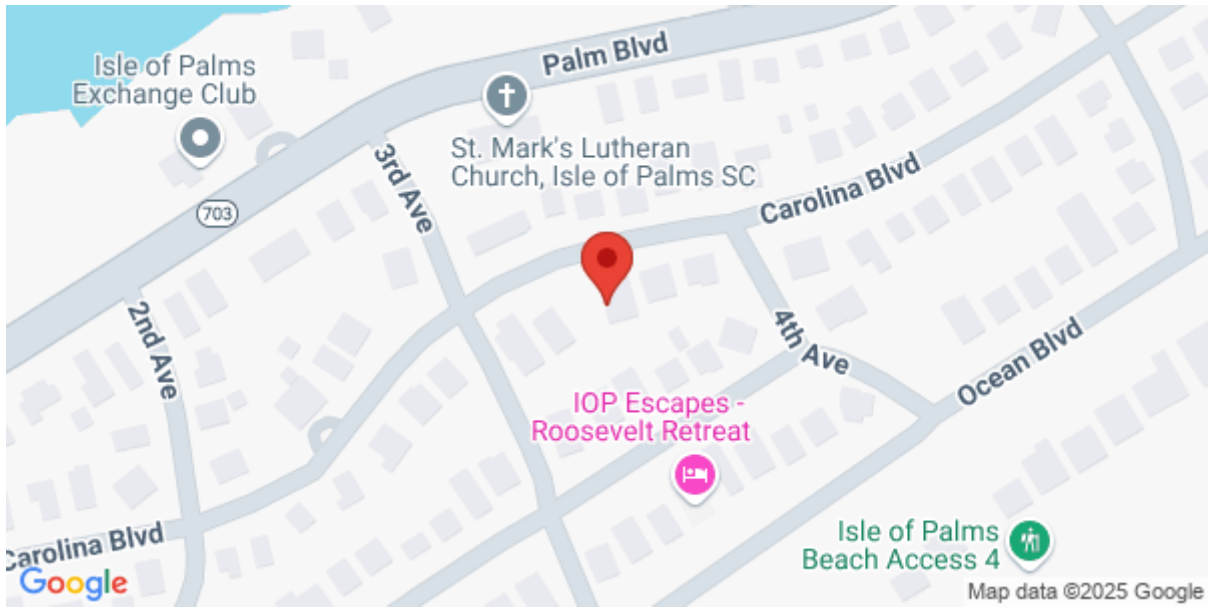 Isle of Palms
Exchange Club
Palm Blvd
St. Mark's Lutheran
Church, Isle of Palms SC
3rd Ave
703
Carolina Blvd
2nd Ave
4th Ave
Ocean Blvd
IOP Escapes -
Roosevelt Retreat
Isle of Palms
Beach Access 4
Carolina Blvd
Google
Map data ©2025 Google